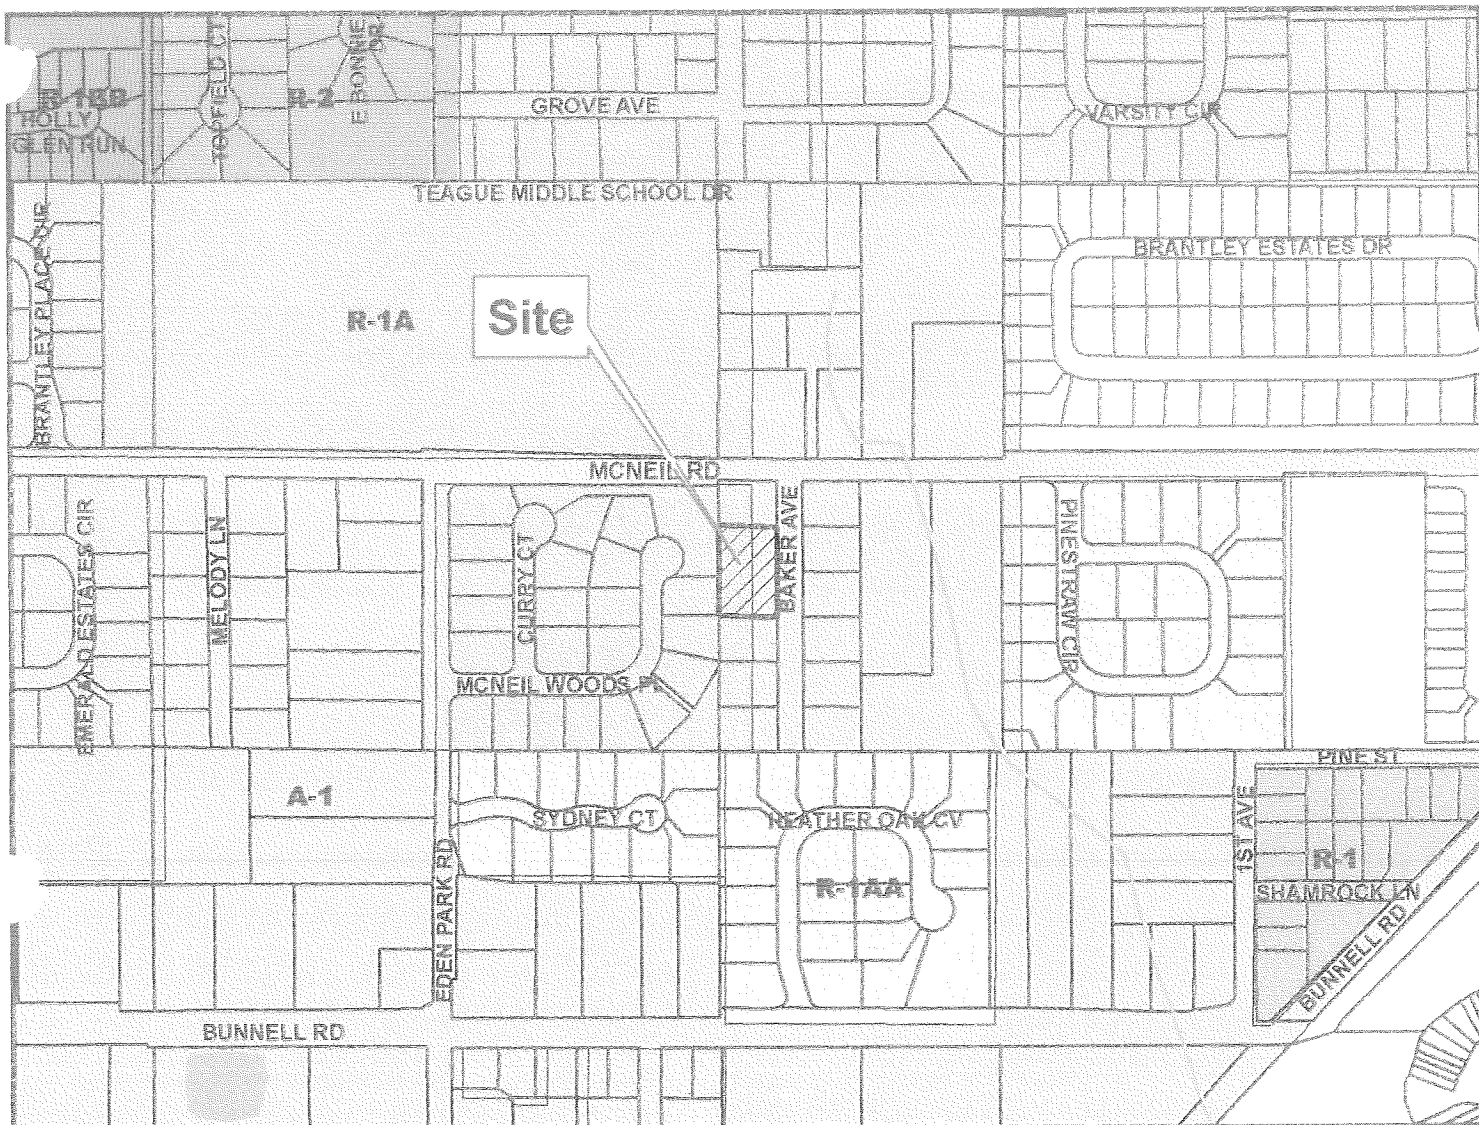 TOPFIELD CT
EBONNIE DR
R-1BB
R-2
HOLLY
GLEN RUN
GROVE AVE
VARSITY CIR
TEAGUE MIDDLE SCHOOL DR
BRANTLEY PLACE CIR
BRANTLEY ESTATES DR
R-1A
Site
MCNEIL RD
EMERALD ESTATES CIR
MELODY LN
CURRY CT
BAKER AVE
PINESTRAW CIR
MCNEIL WOODS PL
PINE ST
A-1
SYDNEY CT
HEATHER OAK CV
1ST AVE
R-1
EDEN PARK RD
R-1AA
SHAMROCK LN
BUNNELL RD
BUNNELL RD